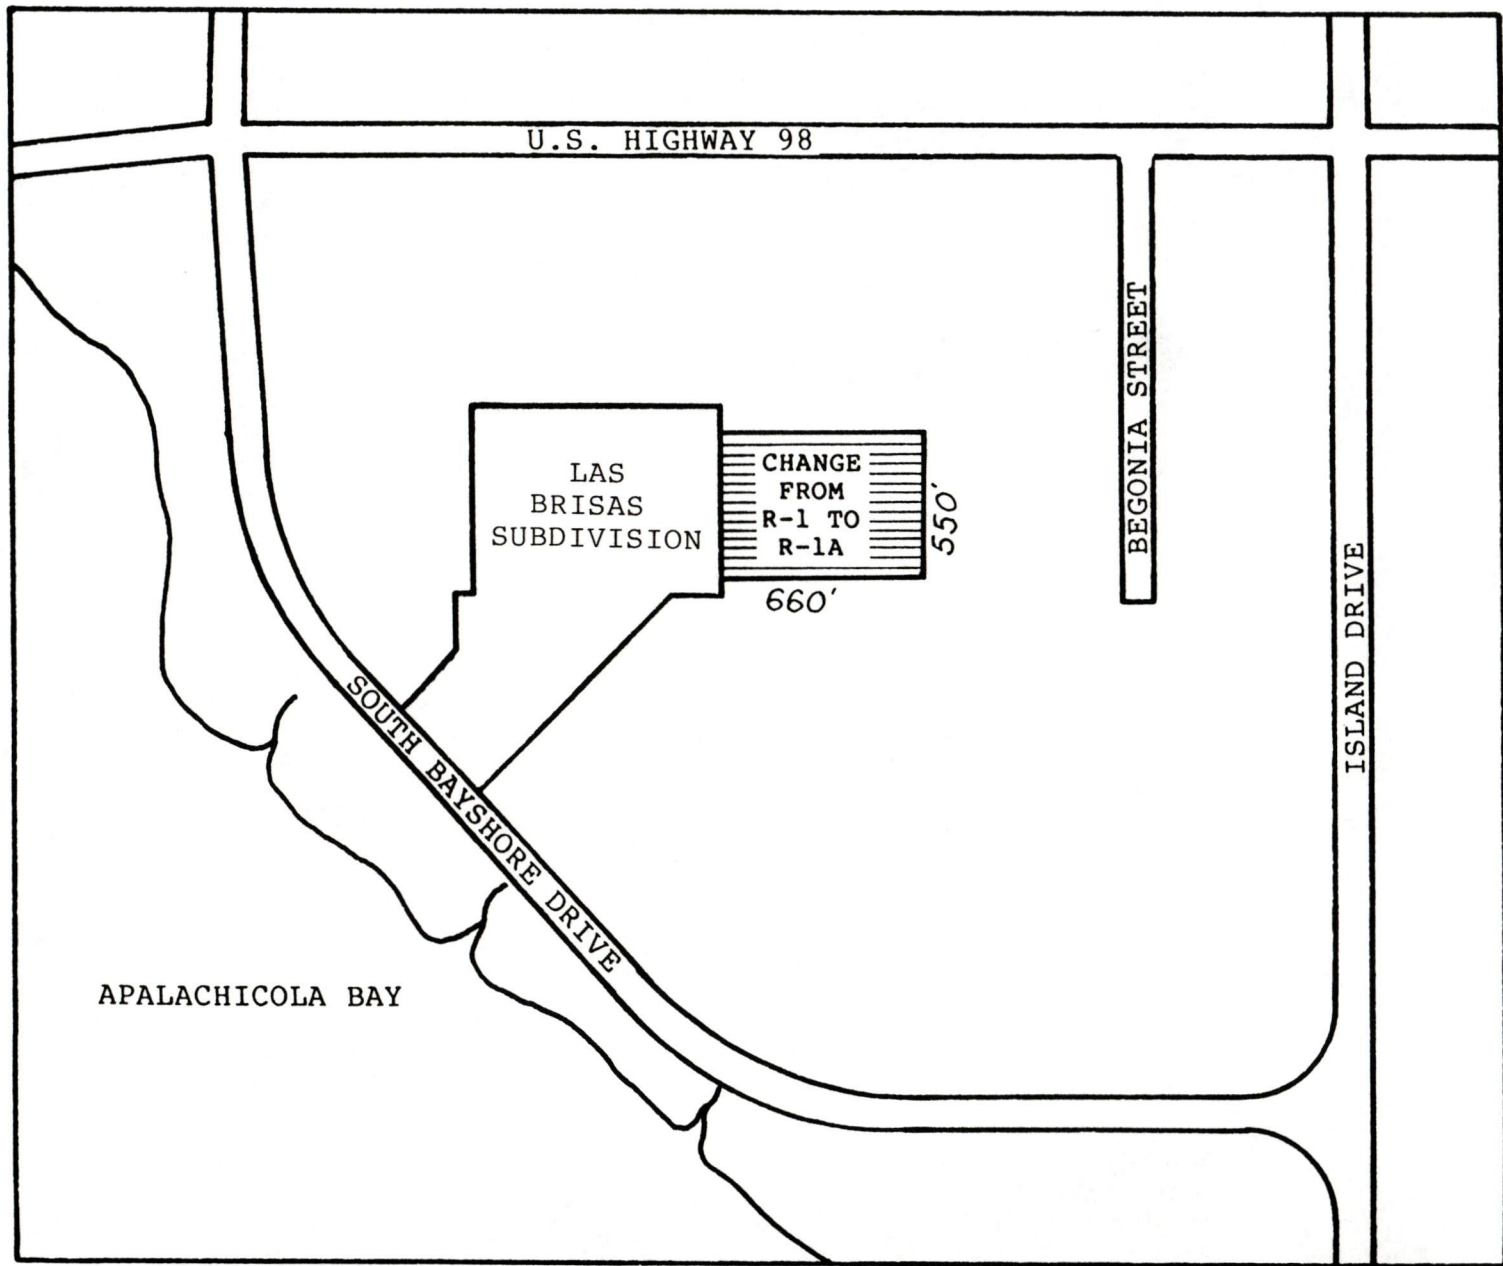 U.S. HIGHWAY 98
BEGONIA STREET
LAS
BRISAS
SUBDIVISION
CHANGE
FROM
R-1 TO
R-1A
550'
660'
ISLAND DRIVE
SOUTH BAYSHORE DRIVE
APALACHICOLA BAY